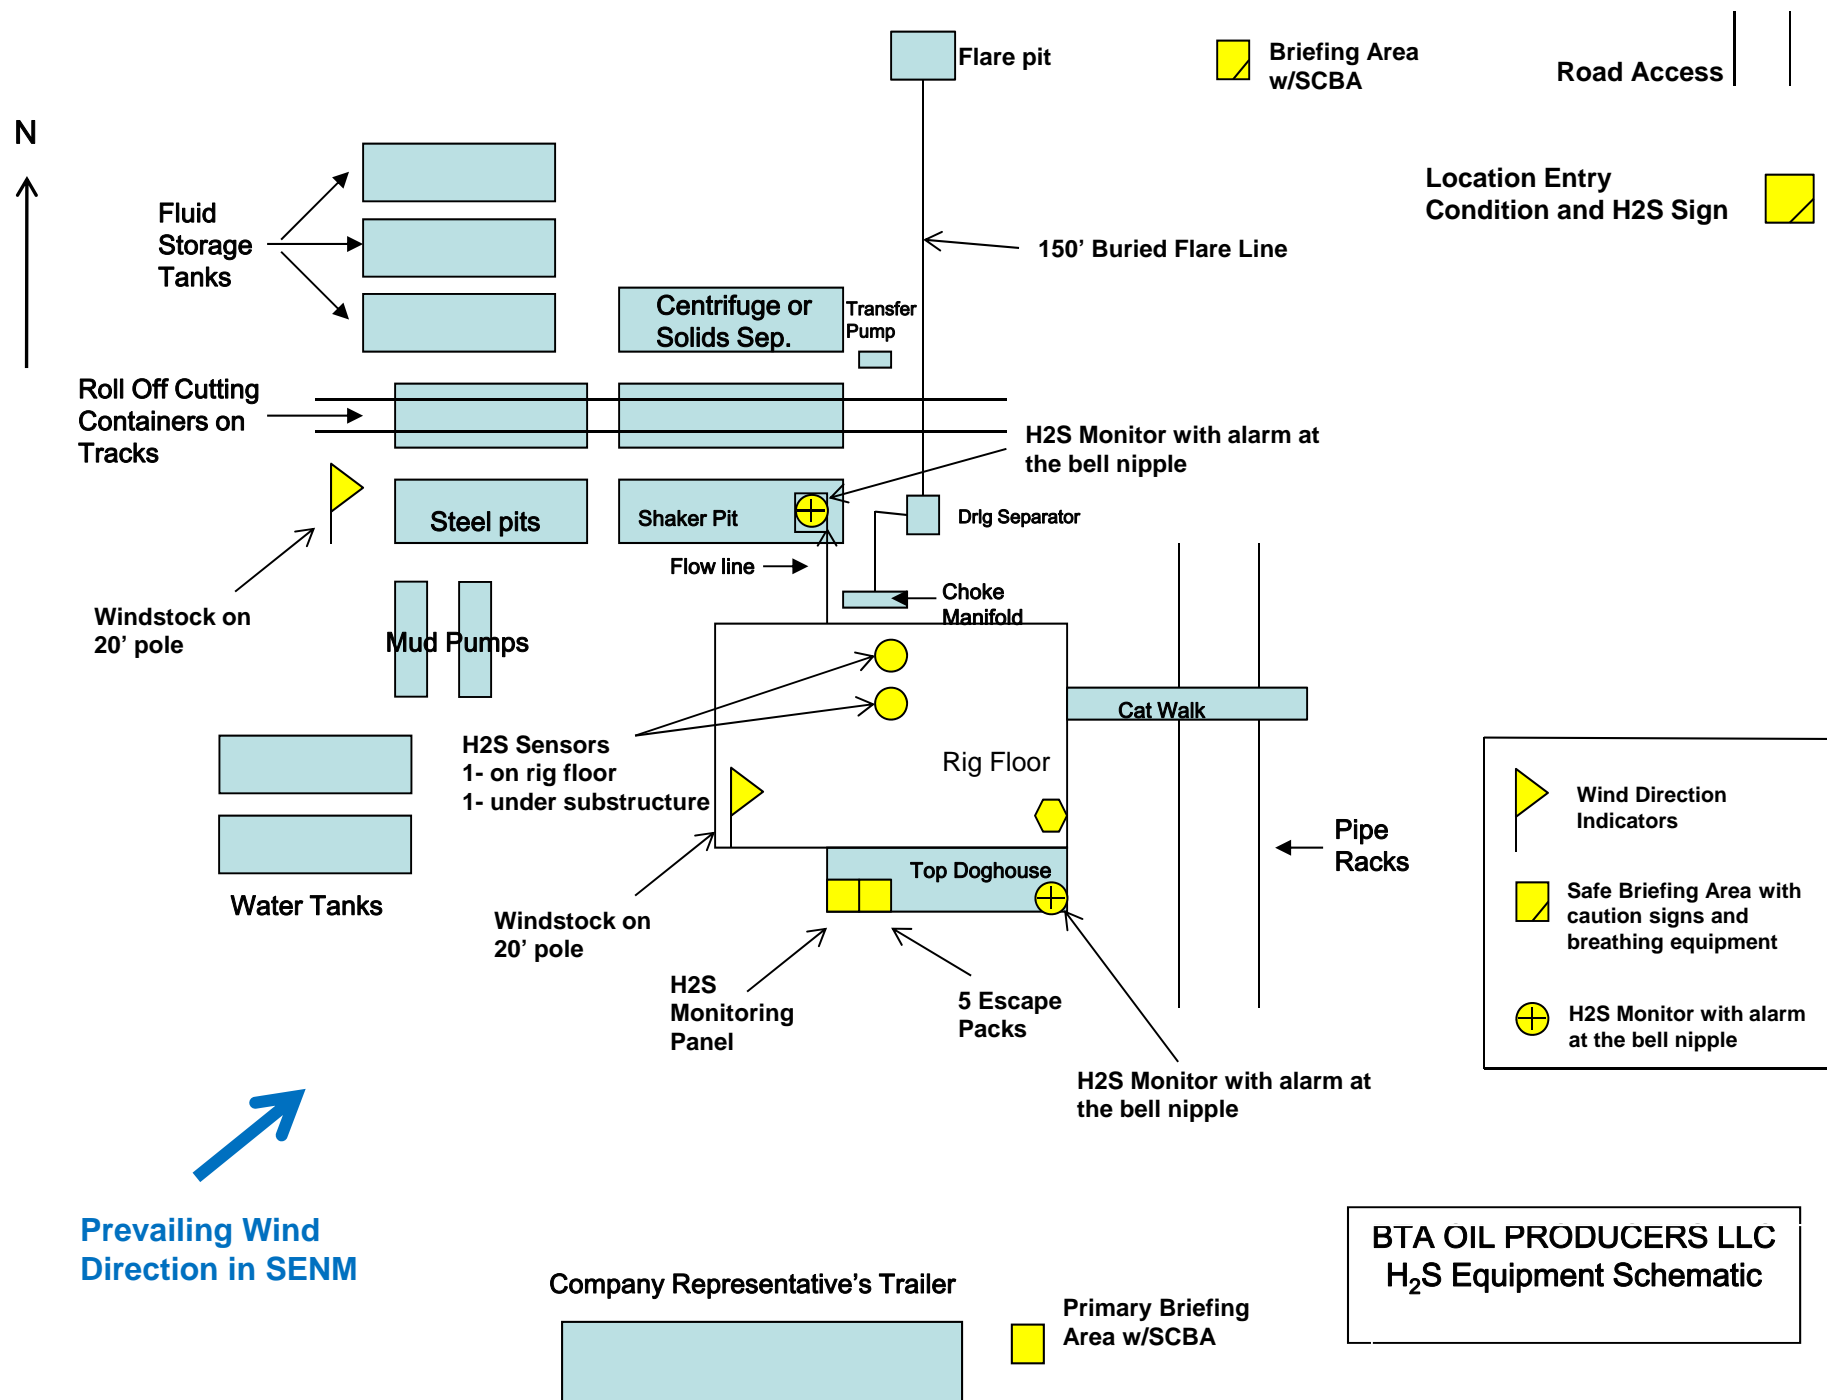 Flare pit
Briefing Area
w/SCBA
Road Access
N
Location Entry
Condition and H2S Sign
Fluid
Storage
Tanks
150’ Buried Flare Line
Centrifuge or
Solids Sep.
Transfer
Pump
Roll Off Cutting
Containers on
Tracks
H2S Monitor with alarm at
the bell nipple
Steel pits
Shaker Pit
Drlg Separator
Flow line
Choke
Manifold
Windstock on
20’ pole
Mud Pumps
Cat Walk
H2S Sensors
1- on rig floor
1- under substructure
Rig Floor
Wind Direction
Indicators
Pipe
Racks
Top Doghouse
Water Tanks
Safe Briefing Area with
caution signs and
breathing equipment
Windstock on
20’ pole
H2S
Monitoring
Panel
5 Escape
Packs
H2S Monitor with alarm
at the bell nipple
H2S Monitor with alarm at
the bell nipple
Prevailing Wind
Direction in SENM
BTA OIL PRODUCERS LLC
H₂S Equipment Schematic
Company Representative’s Trailer
Primary Briefing
Area w/SCBA